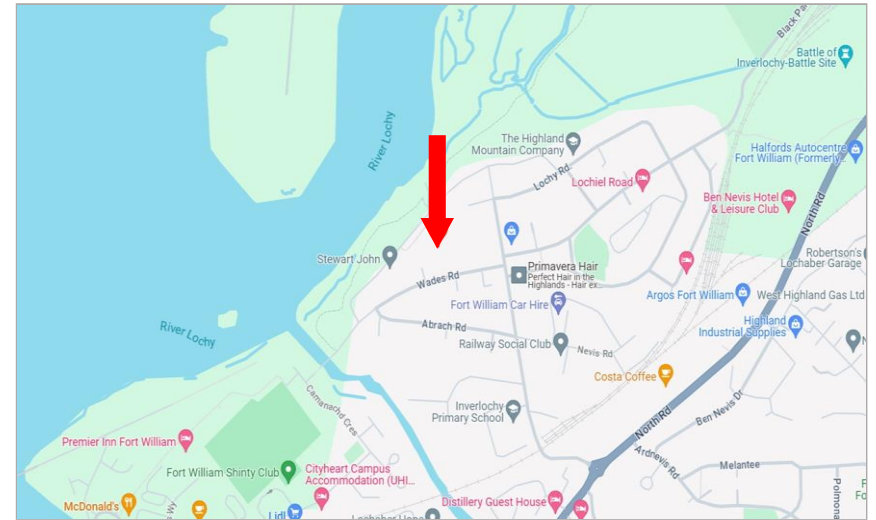 Black Pa
Battle of
Inverlochy-Battle Site
River Lochy
The Highland
Mountain Company
Halfords Autocentre
Fort William (Formerly...
Lochy Rd
Lochiel Road
Ben Nevis Hotel
& Leisure Club
North Rd
Stewart John
Robertson's
Lochaber Garage
Primavera Hair
Perfect Hair in the
Highlands - Hair ex...
Wades Rd
Argos Fort William
West Highland Gas Ltd
Fort William Car Hire
Highland
Industrial Supplies
River Lochy
Abrach Rd
Railway Social Club
Nevis Rd
Costa Coffee
Camanachd Cres
Inverlochy
Primary School
Ben Nevis Dr
North Rd
Premier Inn Fort William
Ardnevis Rd
Melantee
Fort William Shinty Club
Cityheart Campus
Accommodation (UHI...
Polmona
F
Fo
McDonald's
Wy
Lidl
Distillery Guest House